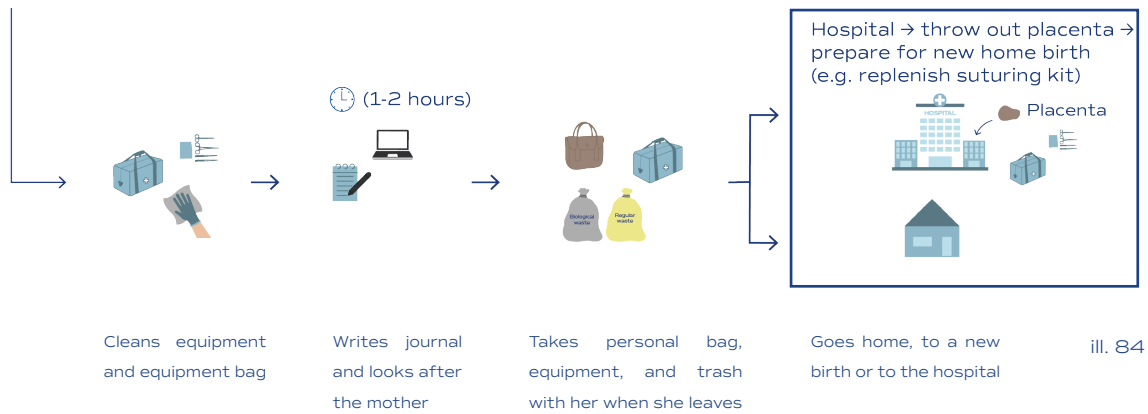 Hospital → throw out placenta →
prepare for new home birth
(e.g. replenish suturing kit)
(1-2 hours)
HOSPITAL
Placenta
Biological
waste
Regular
waste
Cleans equipment
and equipment bag
Writes journal
and looks after
the mother
Takes personal bag,
equipment, and trash
with her when she leaves
Goes home, to a new
birth or to the hospital
ill. 84